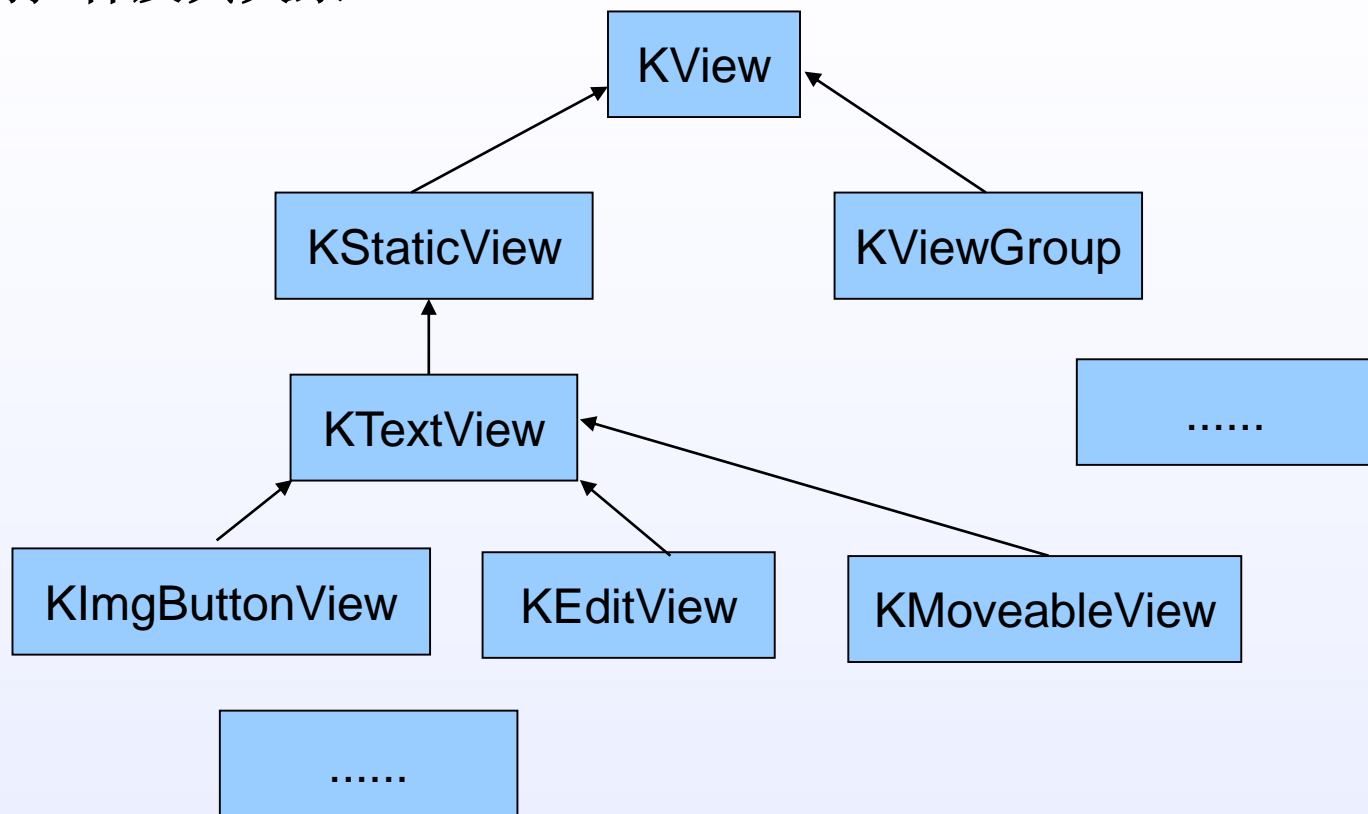 KView
KStaticView
KViewGroup
KTextView
......
KImgButtonView
KEditView
KMoveableView
......